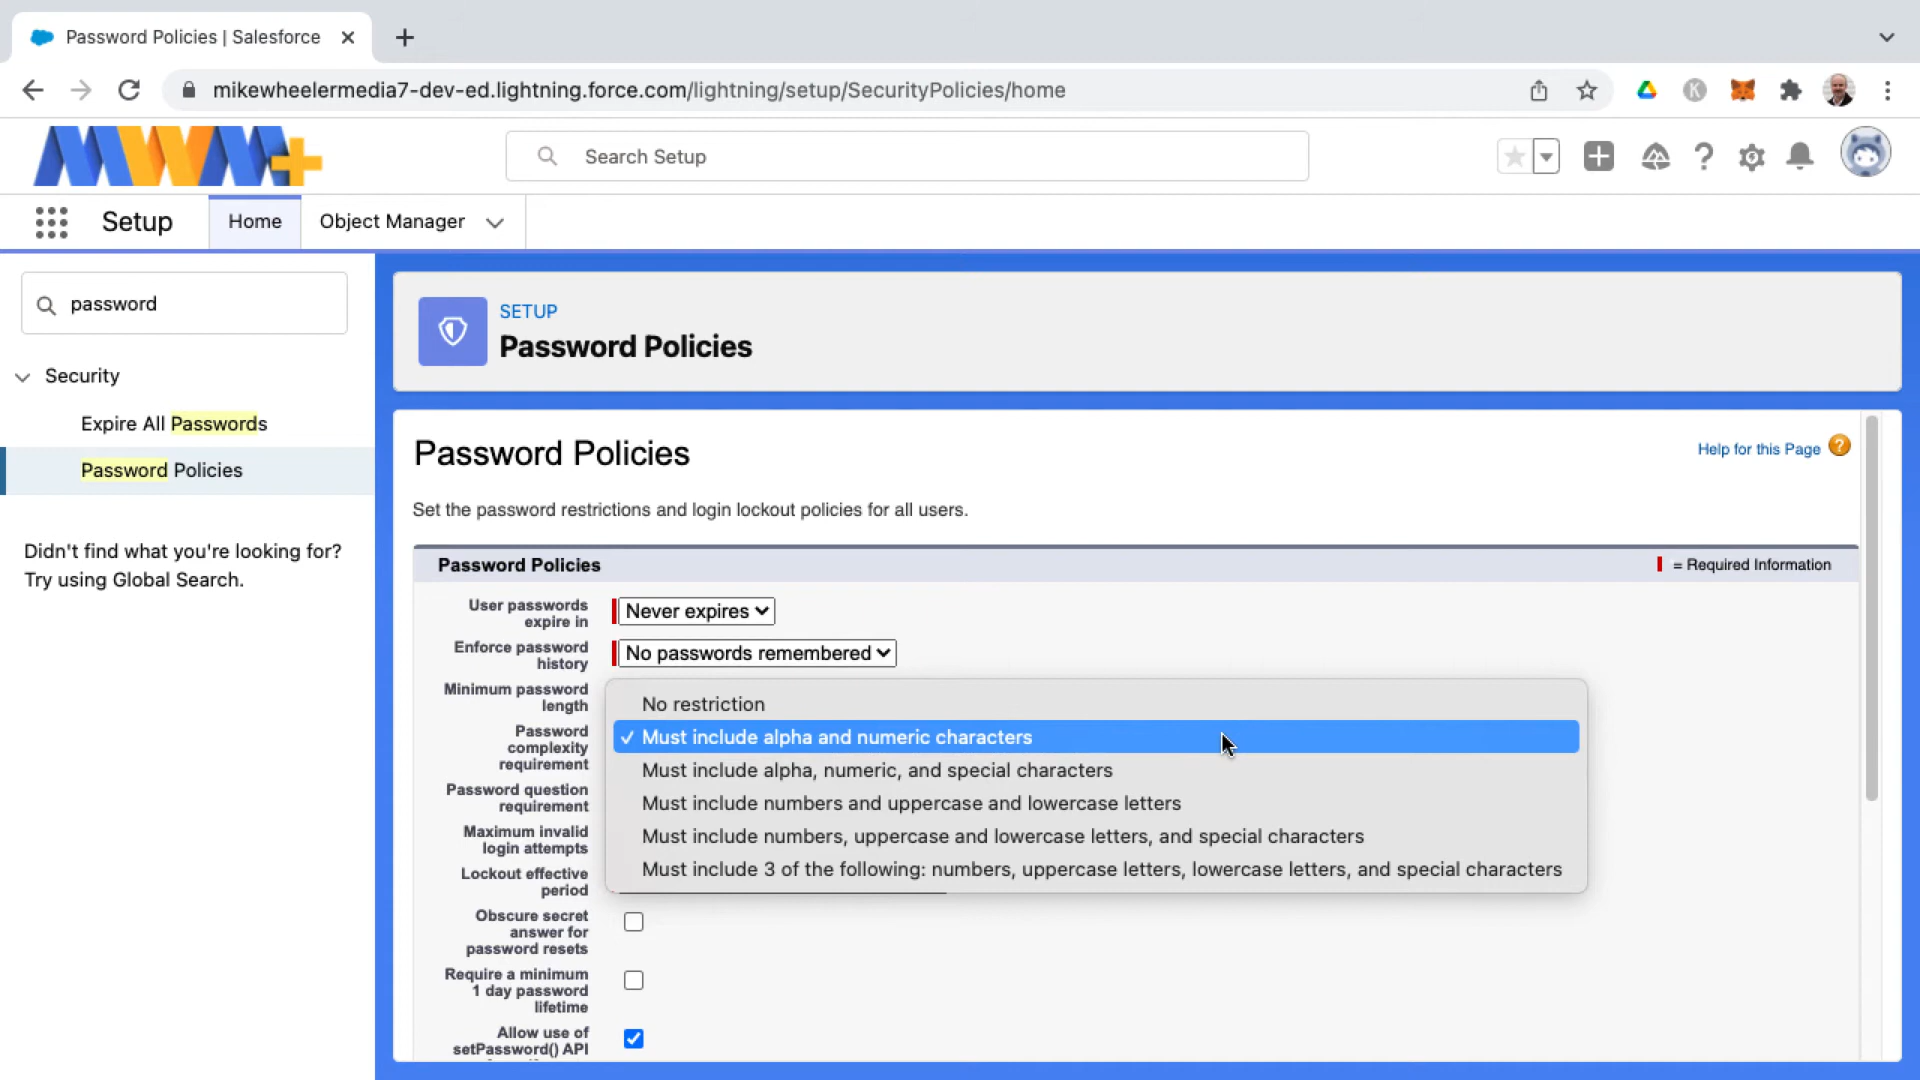 Password Policies | Salesforce
mikewheelermedia7-dev-ed.lightning.force.com/lightning/setup/SecurityPolicies/home
K
MWM+
Search Setup
Setup
Home
Object Manager
password
Security
Expire All Passwords
Password Policies
Didn't find what you're looking for?
Try using Global Search.
SETUP
Password Policies
Password Policies
Help for this Page ?
Set the password restrictions and login lockout policies for all users.
Password Policies
= Required Information
User passwords
expire in
Never expires
Enforce password
history
No passwords remembered
Minimum password
length
Password
complexity
requirement
No restriction
✓ Must include alpha and numeric characters
Must include alpha, numeric, and special characters
Must include numbers and uppercase and lowercase letters
Must include numbers, uppercase and lowercase letters, and special characters
Must include 3 of the following: numbers, uppercase letters, lowercase letters, and special characters
Password question
requirement
Maximum invalid
login attempts
Lockout effective
period
Obscure secret
answer for
password resets
Require a minimum
1 day password
lifetime
Allow use of
setPassword() API